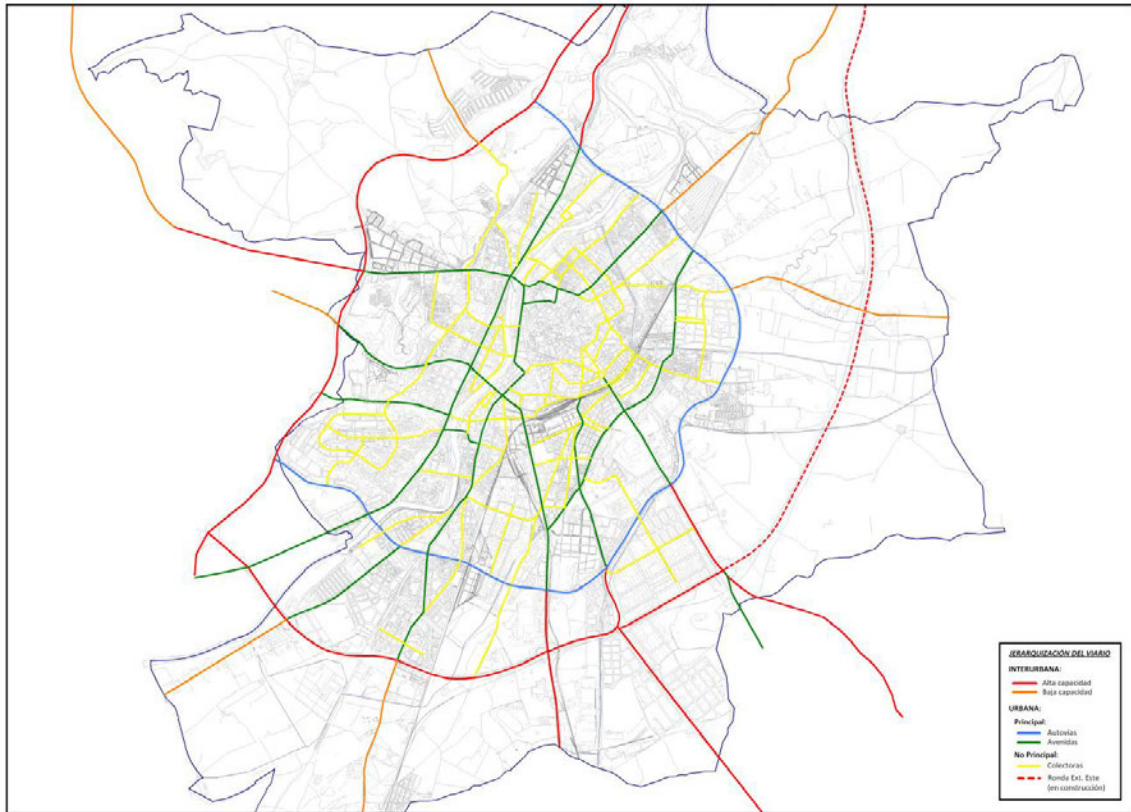 JERARQUIZACIÓN DEL VIARIO
INTERURBANA:
Alta capacidad
Baja capacidad
URBANA:
Principal:
Autovías
Avenidas
No Principal:
Colectoras
Ronda Ext. Este
(en construcción)